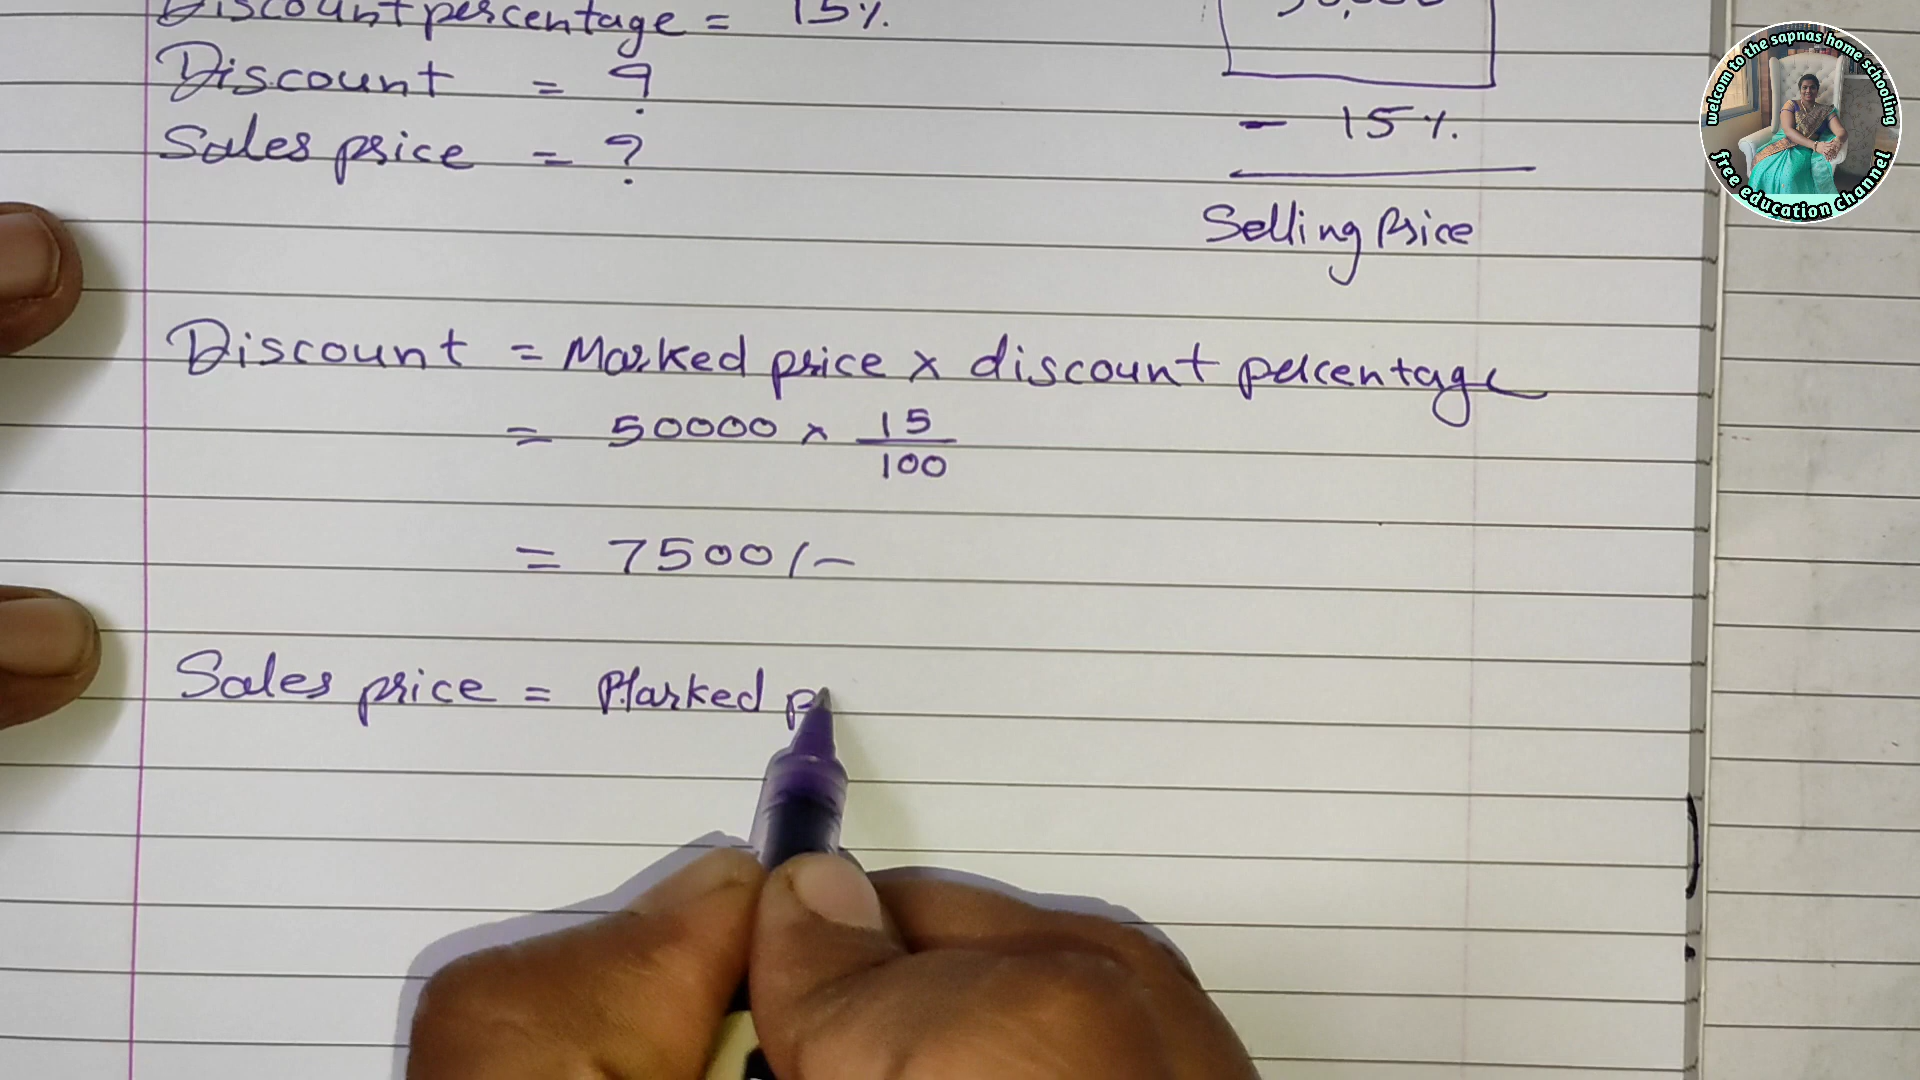 Discount percentage = 15%.
Discount = ?
Sales price = ?
- 15%.
Selling Price
Discount = Marked price x discount percentage
= 50000 x 15/100
= 7500/-
Sales price = Marked p
welcom to the sapnas home schooling
free education channel